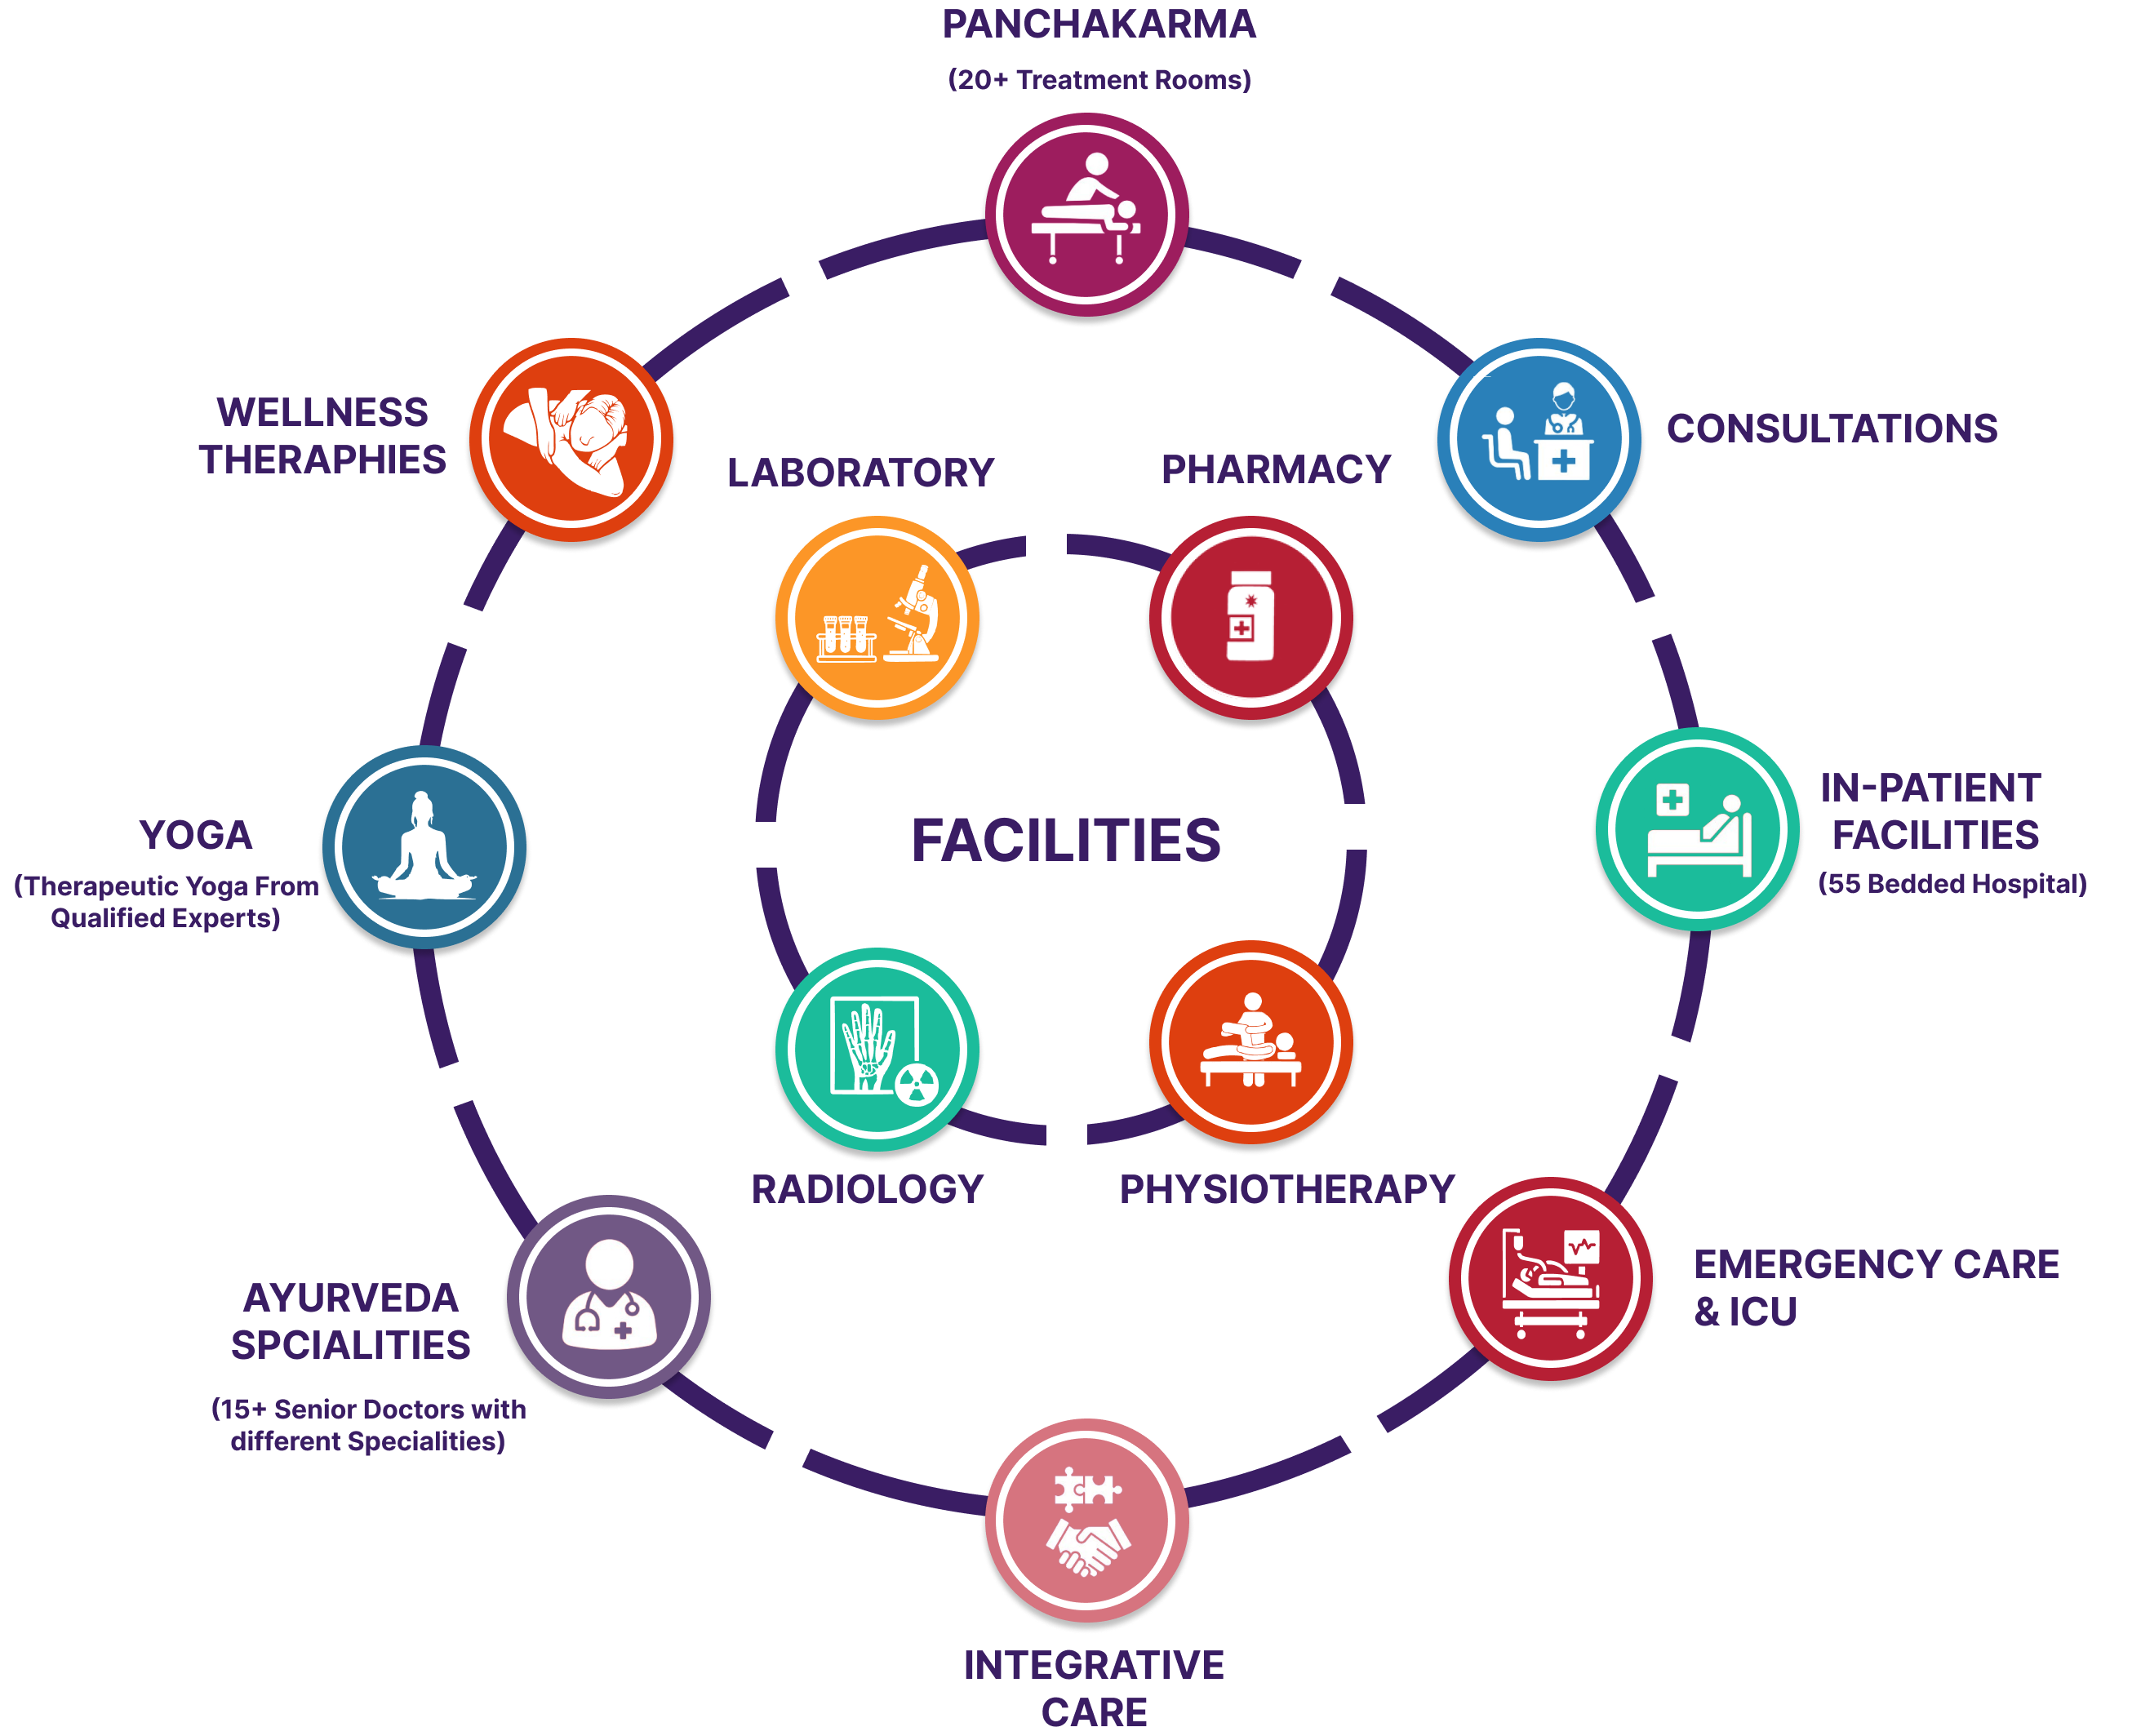 PANCHAKARMA
(20+ Treatment Rooms)
WELLNESS
THERAPHIES
CONSULTATIONS
LABORATORY
PHARMACY
YOGA
(Therapeutic Yoga From
Qualified Experts)
FACILITIES
IN-PATIENT
FACILITIES
(55 Bedded Hospital)
RADIOLOGY
PHYSIOTHERAPY
AYURVEDA
SPCIALITIES
(15+ Senior Doctors with
different Specialities)
EMERGENCY CARE
& ICU
INTEGRATIVE
CARE